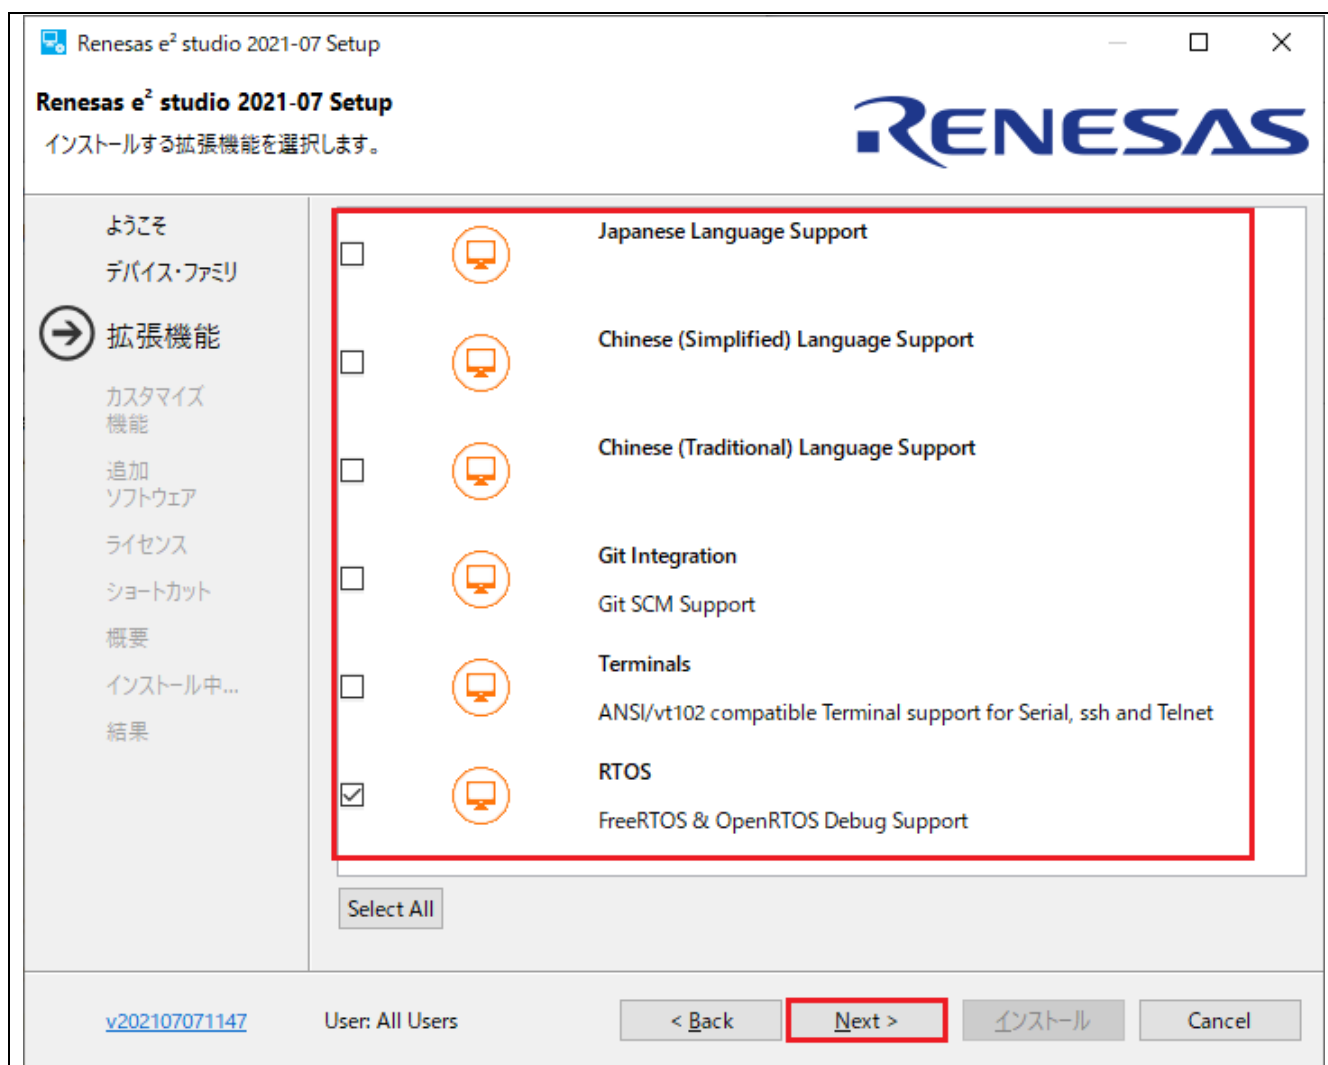 Renesas e² studio 2021-07 Setup
Renesas e² studio 2021-07 Setup
インストールする拡張機能を選択します。
RENESAS
ようこそ
デバイス・ファミリ
拡張機能
カスタマイズ
機能
追加
ソフトウェア
ライセンス
ショートカット
概要
インストール中...
結果
Japanese Language Support
Chinese (Simplified) Language Support
Chinese (Traditional) Language Support
Git Integration
Git SCM Support
Terminals
ANSI/vt102 compatible Terminal support for Serial, ssh and Telnet
RTOS
FreeRTOS & OpenRTOS Debug Support
Select All
v202107071147
User: All Users
< Back
Next >
インストール
Cancel